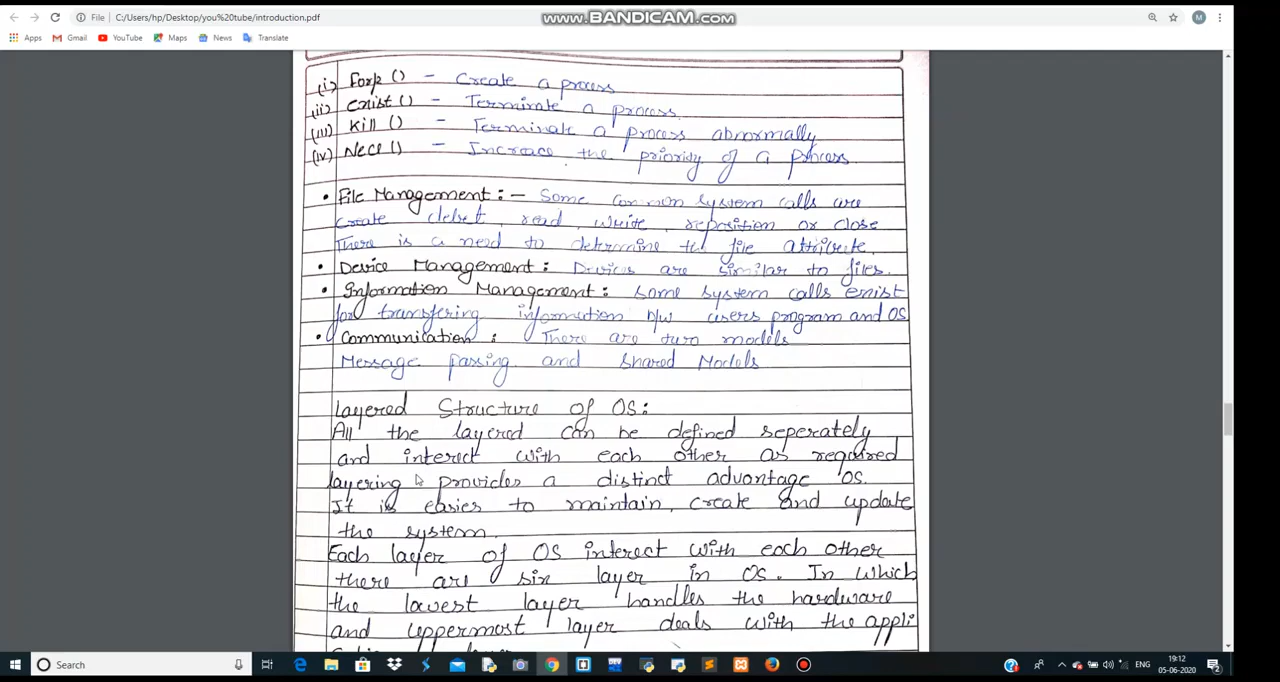 File C:/Users/hp/Desktop/you%20tube/introduction.pdf
www.BANDICAM.com
M
Apps Gmail YouTube Maps News Translate
(i) Fork () - Create a process
(ii) exist () - Terminate a process
(iii) Kill () - Terminate a process abnormally
(iv) Nece () - Increace the priority of a process
• File Management :- Some common system calls are
Create delet, read, write, reposition or close
There is a need to determine the file attribute.
• Device Management : Devices are similar to files.
• Information Management : Some system calls exist
for transfering information b/w users program and OS
• Communication : There are two models
Message passing and shared Models
Layered Structure of OS:
All the layered can be defined seperately
and interect with each other as required
layering provides a distinct advantage OS.
It is easies to maintain, create and update
the system.
Each layer of OS interect with each other
there are six layer in OS. In which
the lowest layer handles the hardware
and uppermost layer deals with the appli
Search
ENG
19:12
05-06-2020
2